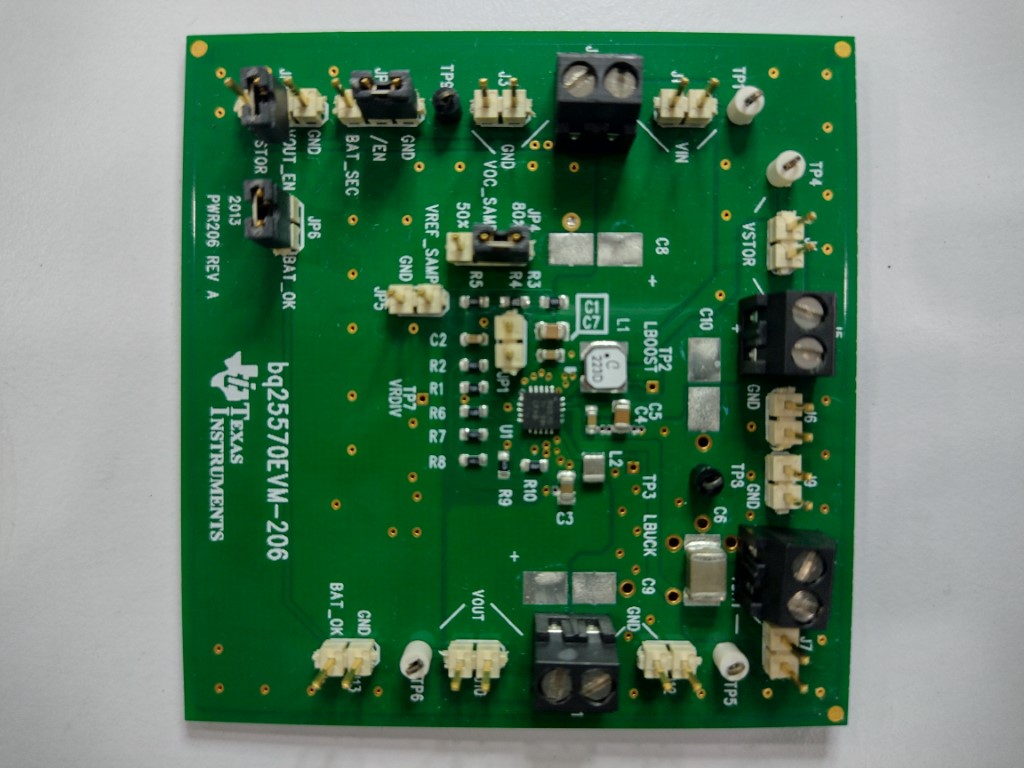 TP5
GND
TP6
GND
BAT_OK
J7
VOUT
C9
+
LBUCK
C6
TP3
GND
J9
TP8
L2
C3
R10
R9
R8
R7
R6
R1
R2
C2
U1
C5
C4
J6
GND
TP7
VRDIV
bq25570EVM-206
TEXAS
INSTRUMENTS
JP1
TP2
LBOOST
C
223D
L1
C10
+
+
C8
VSTOR
R3
R4
R5
JP4
80%
VOC_SAMP
50%
VREF_SAMP
GND
JP5
JP6
BAT_OK
2013
PWR206 REV A
TP4
VIN
GND
GND
/EN
BAT_SEC
GND
VOUT_EN
TP1
J1
J3
TP9